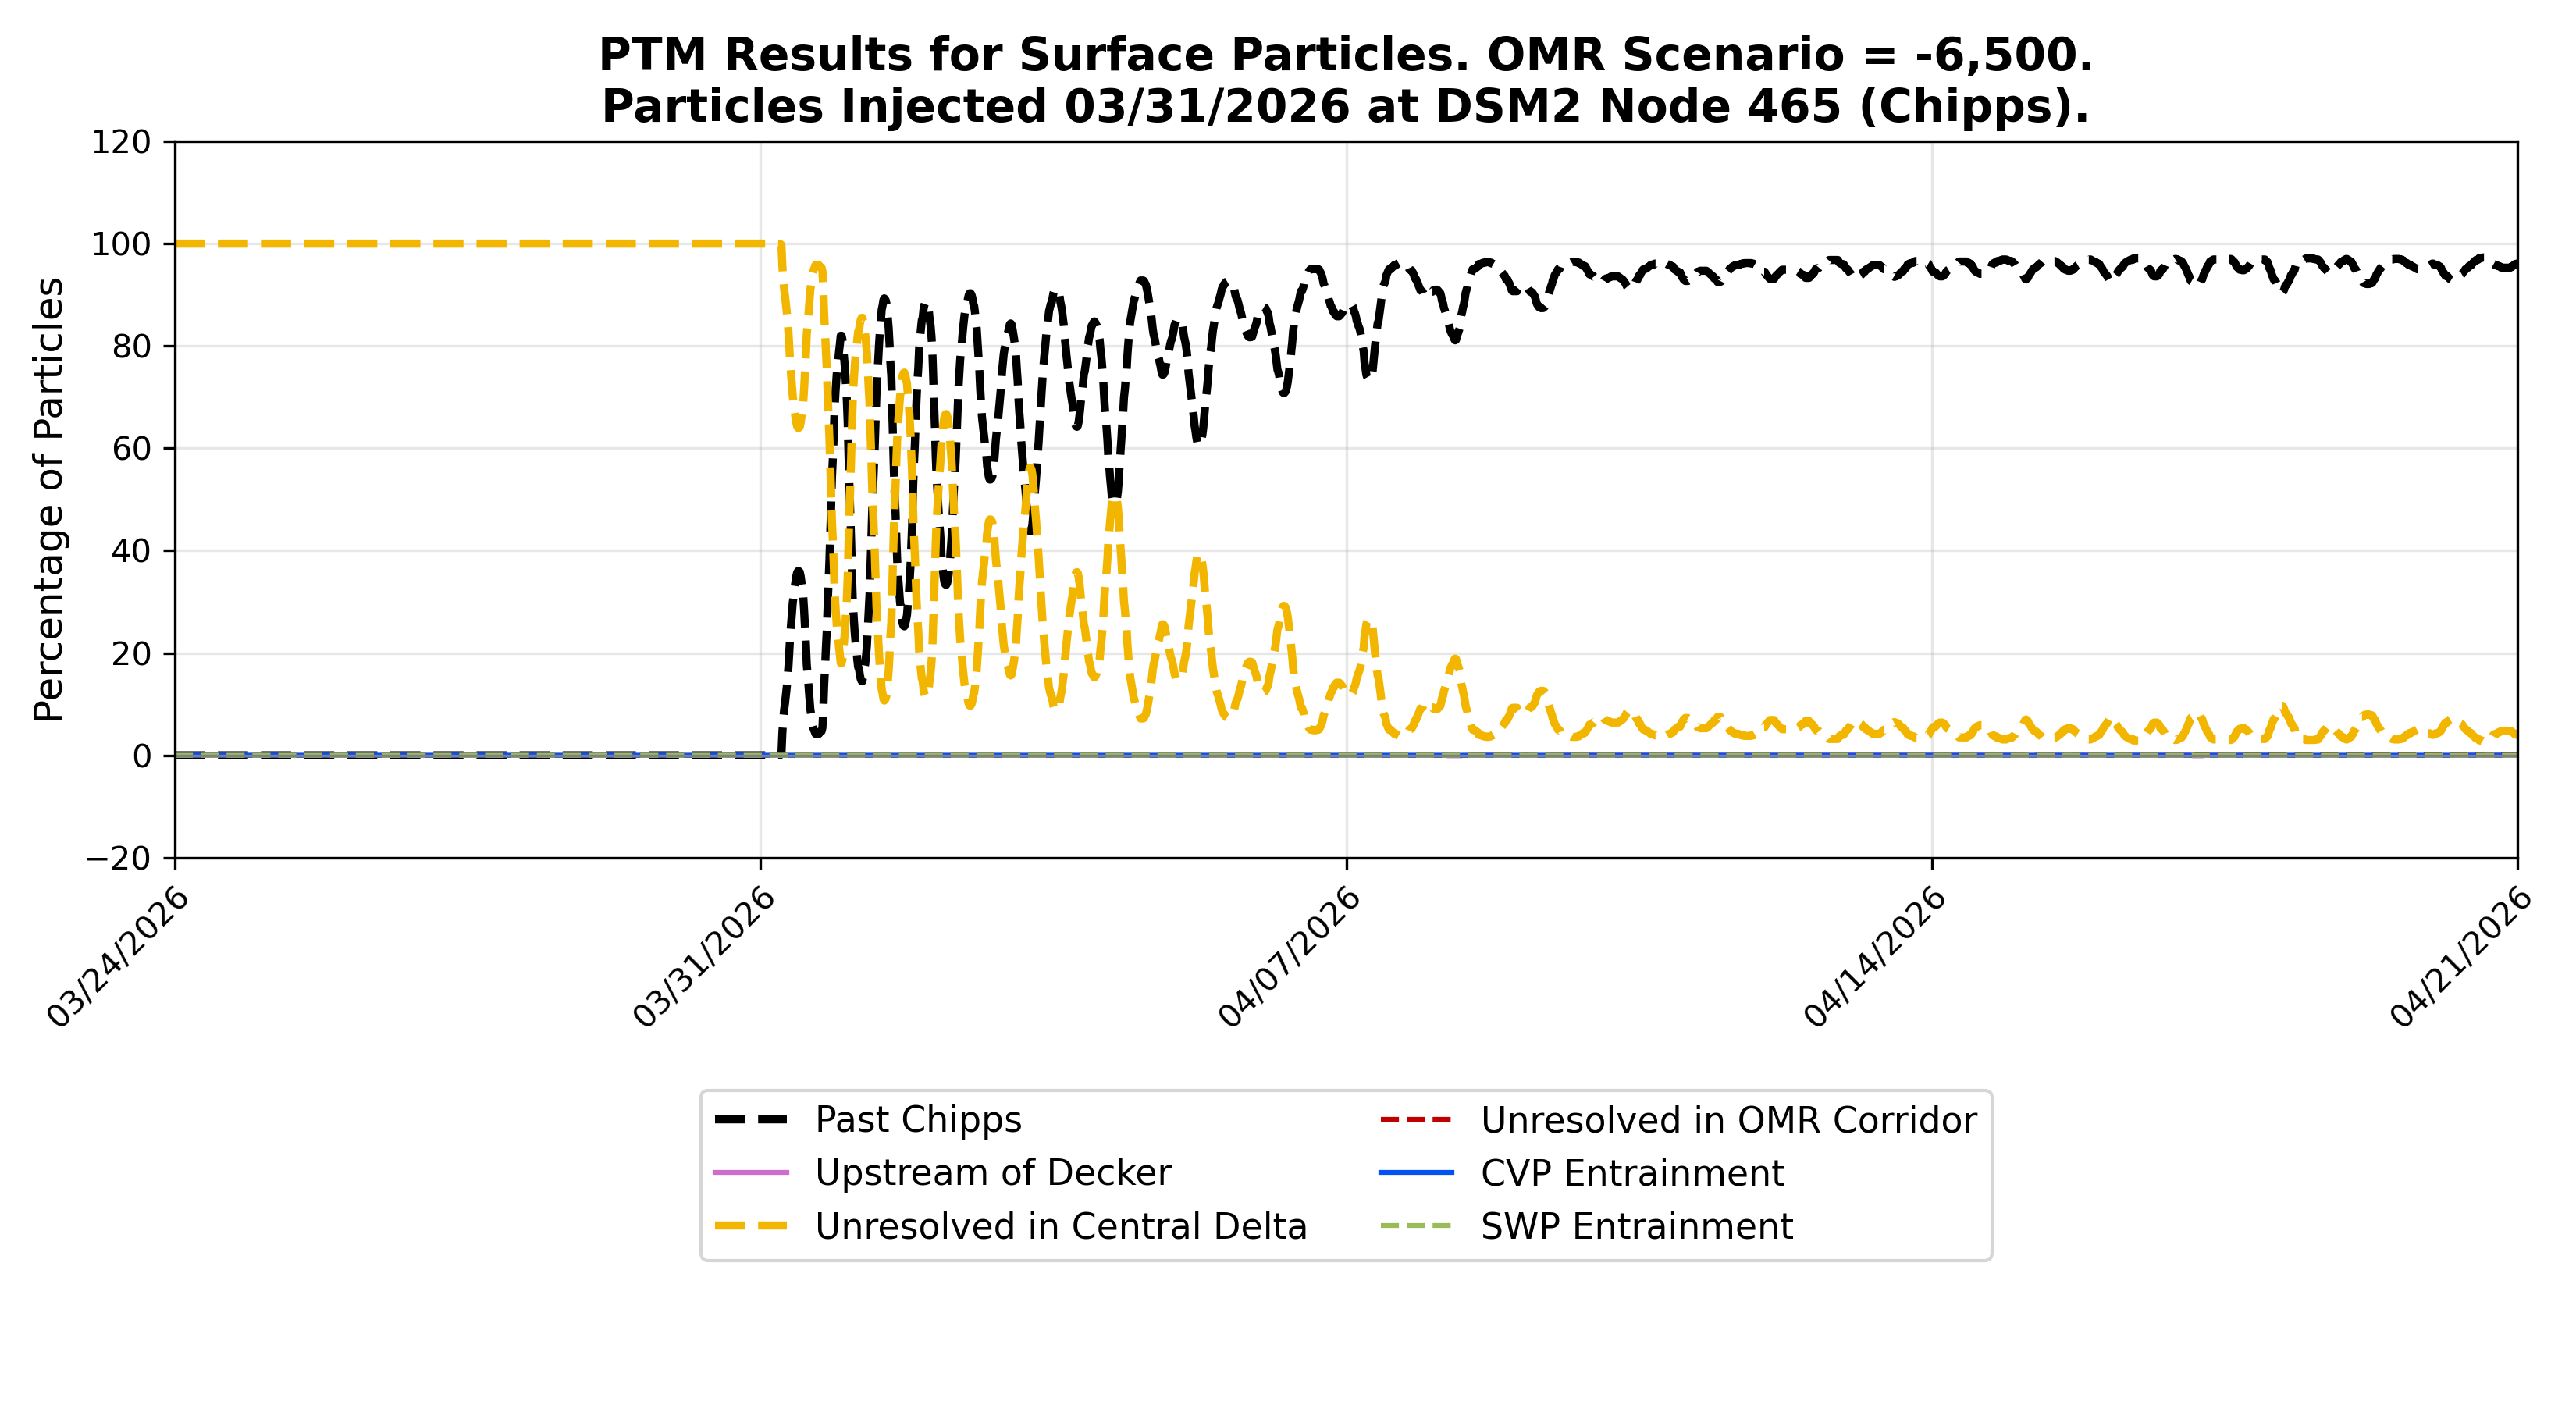 PTM Results for Surface Particles. OMR Scenario = -6,500.
Particles Injected 03/31/2026 at DSM2 Node 465 (Chipps).
Percentage of Particles
120
100
80
60
40
20
0
−20
03/24/2026
03/31/2026
04/07/2026
04/14/2026
04/21/2026
Past Chipps
Upstream of Decker
Unresolved in Central Delta
Unresolved in OMR Corridor
CVP Entrainment
SWP Entrainment